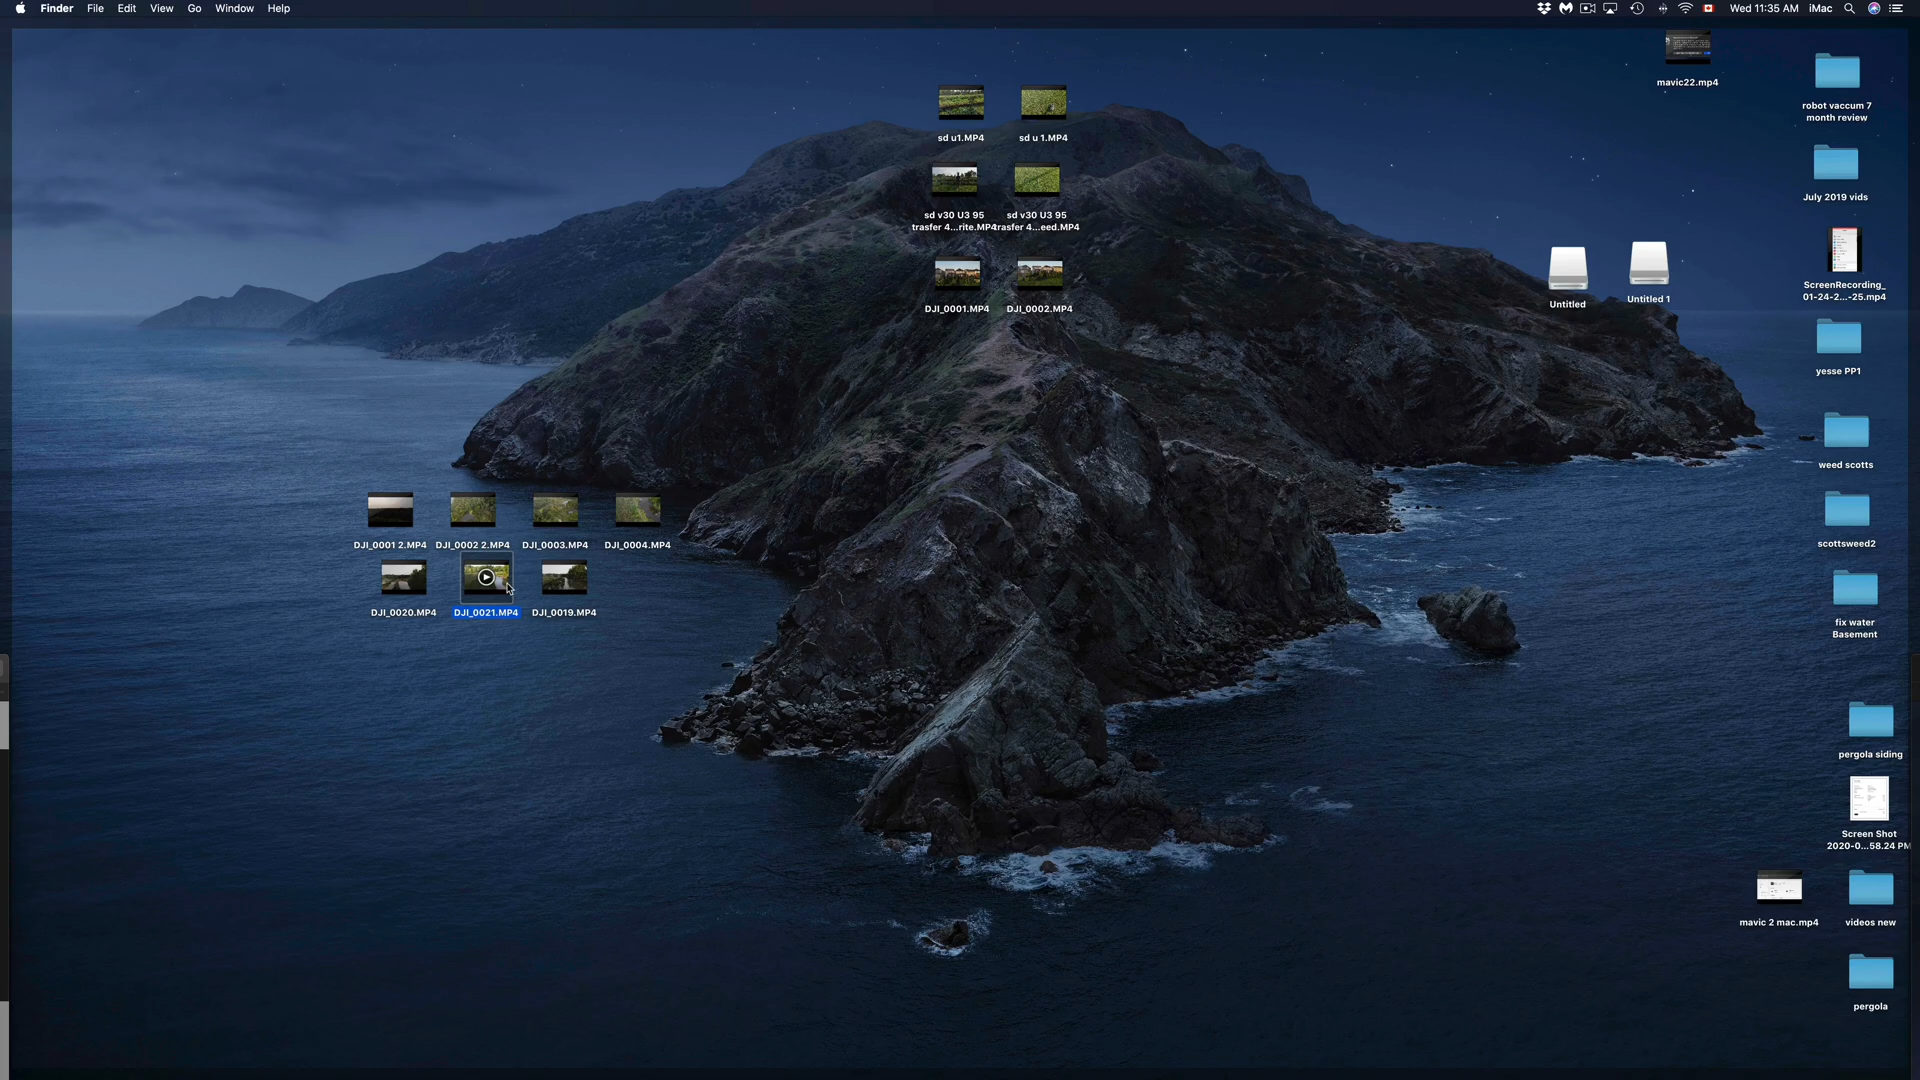 Finder File Edit View Go Window Help
Wed 11:35 AM iMac
mavic22.mp4
robot vaccum 7
month review
sd u1.MP4
sd u 1.MP4
July 2019 vids
sd v30 U3 95
trasfer 4...rite.MP4
sd v30 U3 95
trasfer 4...eed.MP4
ScreenRecording_
01-24-2...-25.mp4
DJI_0001.MP4
DJI_0002.MP4
Untitled
Untitled 1
yesse PP1
weed scotts
scottsweed2
DJI_0001 2.MP4
DJI_0002 2.MP4
DJI_0003.MP4
DJI_0004.MP4
DJI_0020.MP4
DJI_0021.MP4
DJI_0019.MP4
fix water
Basement
pergola siding
Screen Shot
2020-0...58.24 PM
mavic 2 mac.mp4
videos new
pergola